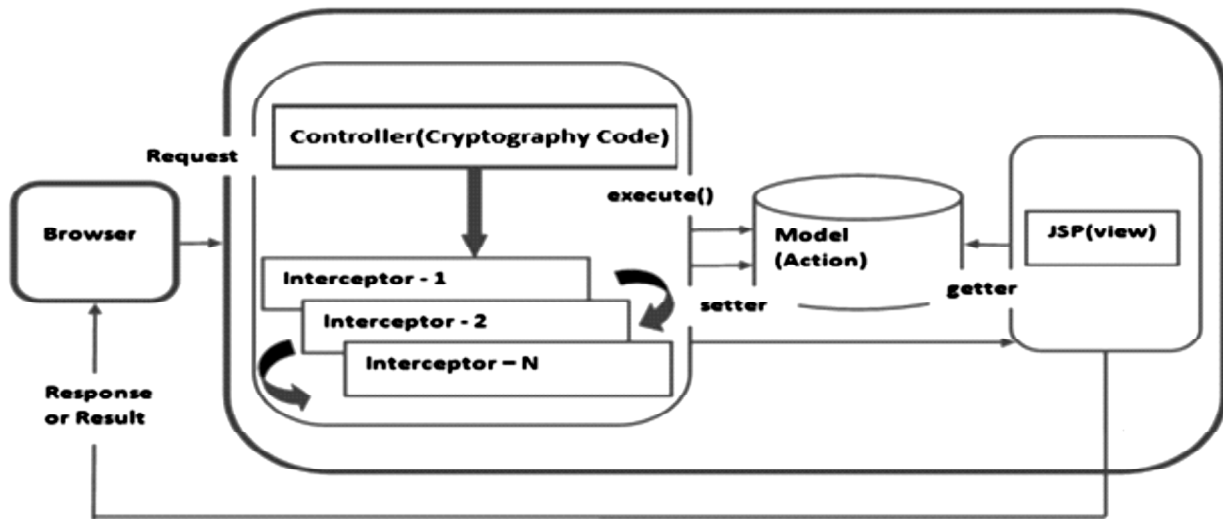 Controller(Cryptography Code)
Request
execute()
Browser
Model
(Action)
JSP(view)
Interceptor - 1
setter
getter
Interceptor - 2
Interceptor – N
Response
or Result